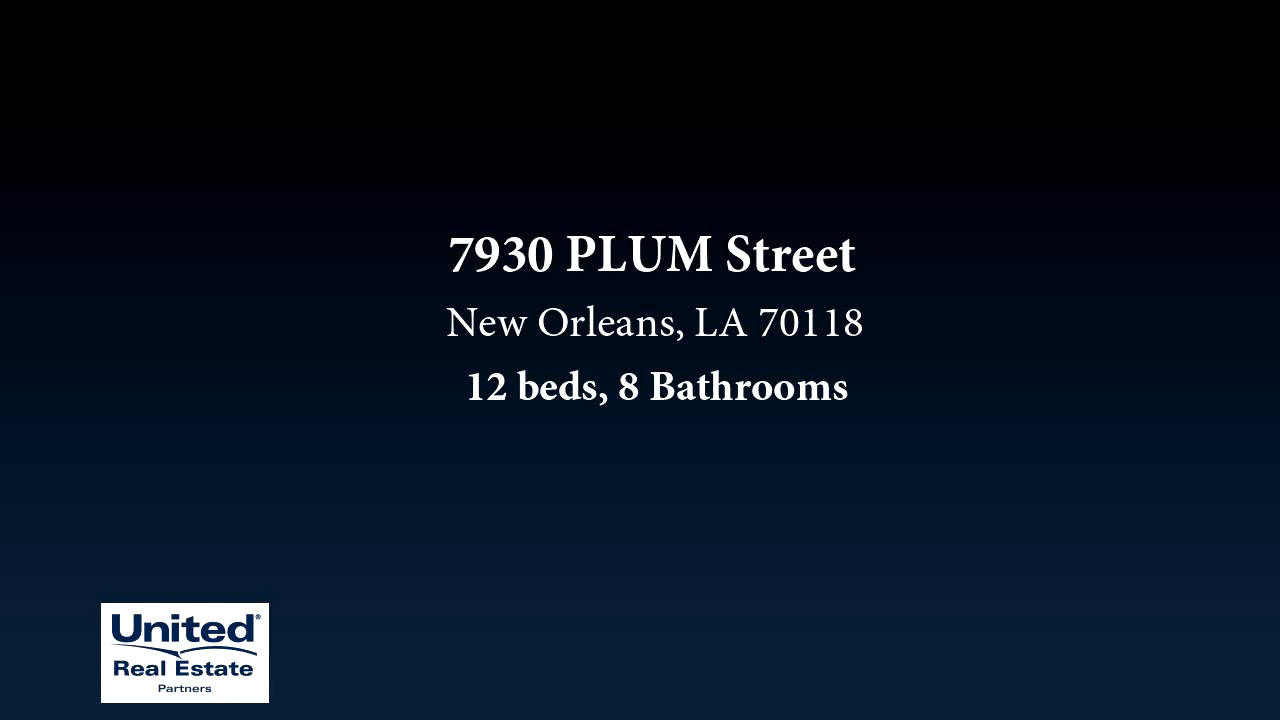 7930 PLUM Street
New Orleans, LA 70118
12 beds, 8 Bathrooms
United®
Real Estate
Partners